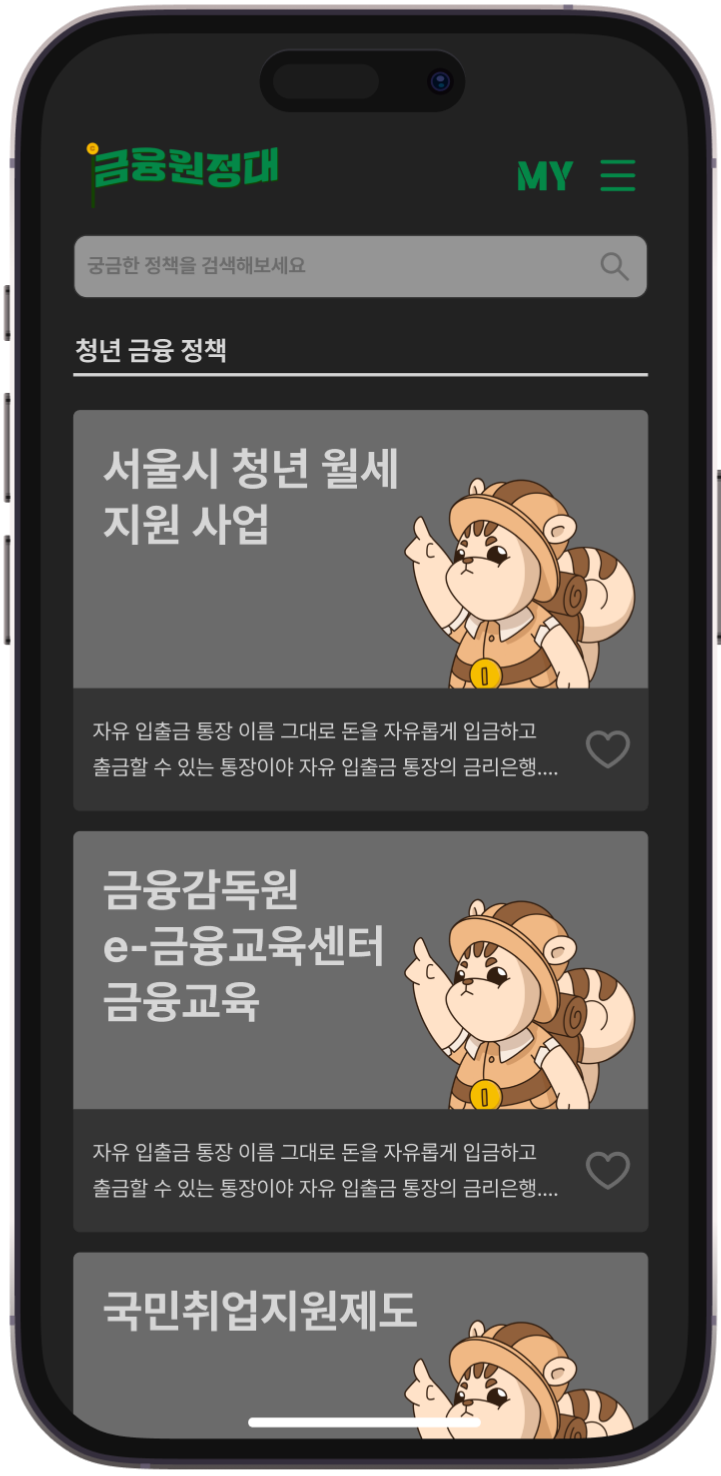 금융원정대
MY
궁금한 정책을 검색해보세요
청년 금융 정책
서울시 청년 월세
지원 사업
자유 입출금 통장 이름 그대로 돈을 자유롭게 입금하고
출금할 수 있는 통장이야 자유 입출금 통장의 금리은행....
금융감독원
e-금융교육센터
금융교육
자유 입출금 통장 이름 그대로 돈을 자유롭게 입금하고
출금할 수 있는 통장이야 자유 입출금 통장의 금리은행....
국민취업지원제도